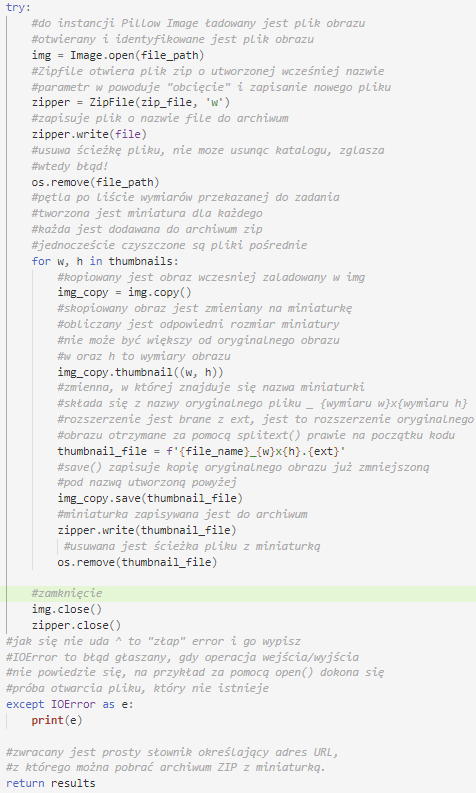 try:
#do instancji Pillow Image ładowany jest plik obrazu
#otwierany i identyfikowane jest plik obrazu
img = Image.open(file_path)
#Zipfile otwiera plik zip o utworzonej wcześniej nazwie
#parametr w powoduje "obcięcie" i zapisanie nowego pliku
zipper = ZipFile(zip_file, 'w')
#zapisuje plik o nazwie file do archiwum
zipper.write(file)
#usuwa ścieżkę pliku, nie moze usunąc katalogu, zglasza
#wtedy błąd!
os.remove(file_path)
#pętla po liście wymiarów przekazanej do zadania
#tworzona jest miniatura dla każdego
#każda jest dodawana do archiwum zip
#jednoczeście czyszczone są pliki pośrednie
for w, h in thumbnails:
#kopiowany jest obraz wczesniej zaladowany w img
img_copy = img.copy()
#skopiowany obraz jest zmieniany na miniaturkę
#obliczany jest odpowiedni rozmiar miniatury
#nie może być większy od oryginalnego obrazu
#w oraz h to wymiary obrazu
img_copy.thumbnail((w, h))
#zmienna, w której znajduje się nazwa miniaturki
#składa się z nazwy oryginalnego pliku _ {wymiaru w}x{wymiaru h}
#rozszerzenie jest brane z ext, jest to rozszerenie oryginalnego
#obrazu otrzymane za pomocą splitext() prawie na początku kodu
thumbnail_file = f'{file_name}_{w}x{h}.{ext}'
#save() zapisuje kopię oryginalnego obrazu już zmniejszoną
#pod nazwą utworzoną powyżej
img_copy.save(thumbnail_file)
#miniaturka zapisywana jest do archiwum
zipper.write(thumbnail_file)
#usuwana jest ścieżka pliku z miniaturką
os.remove(thumbnail_file)
#zamknięcie
img.close()
zipper.close()
#jak się nie uda ^ to "złap" error i go wypisz
#IOError to błąd głaszany, gdy operacja wejścia/wyjścia
#nie powiedzie się, na przykład za pomocą open() dokona się
#próba otwarcia pliku, który nie istnieje
except IOError as e:
print(e)
#zwracany jest prosty słownik określający adres URL,
#z którego można pobrać archiwum ZIP z miniaturką.
return results